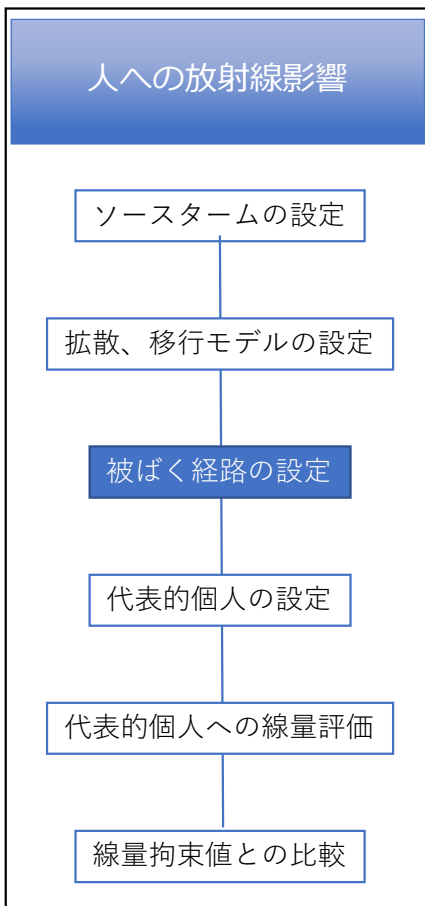 人への放射線影響
ソースタームの設定
拡散、移行モデルの設定
被ばく経路の設定
代表的個人の設定
代表的個人への線量評価
線量拘束値との比較